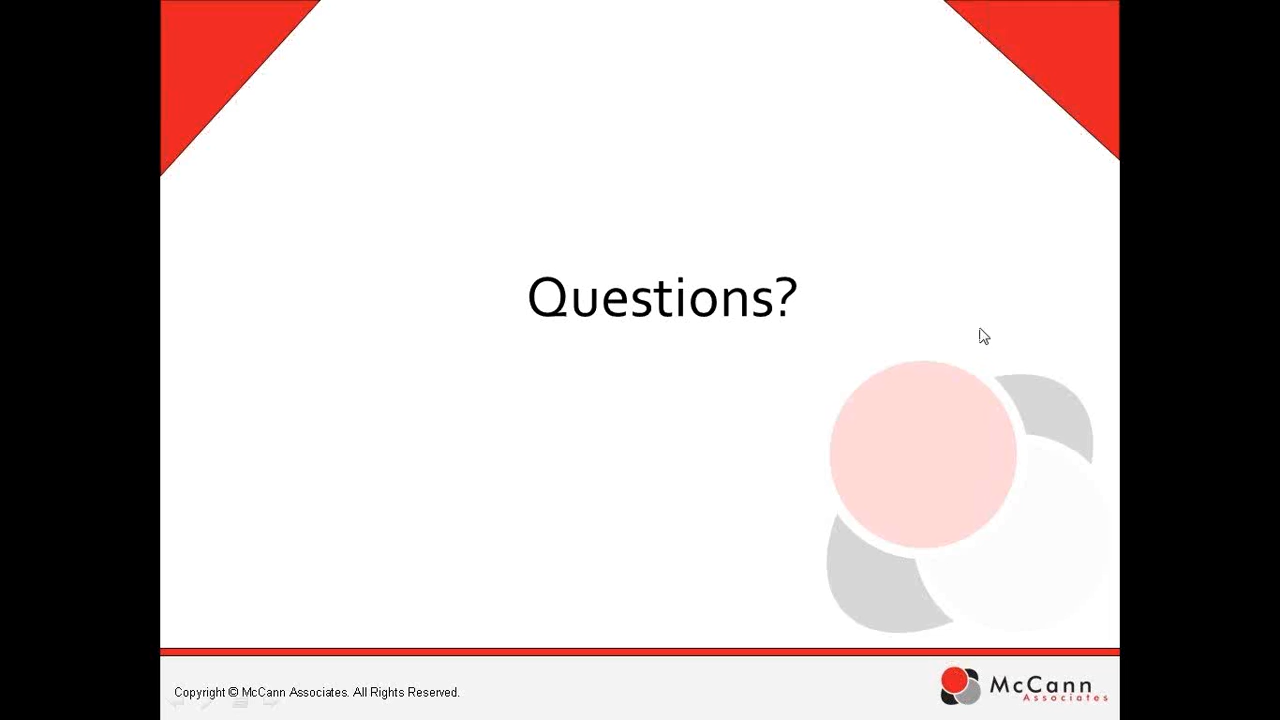 Questions?
Copyright © McCann Associates. All Rights Reserved.
McCann
Associates